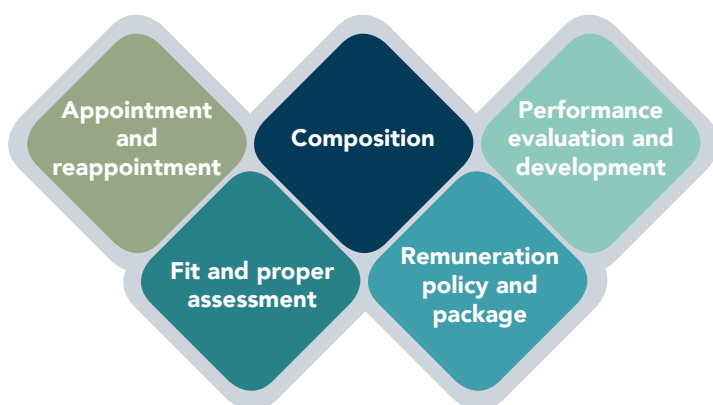 Appointment
and
reappointment
Composition
Performance
evaluation and
development
Fit and proper
assessment
Remuneration
policy and
package